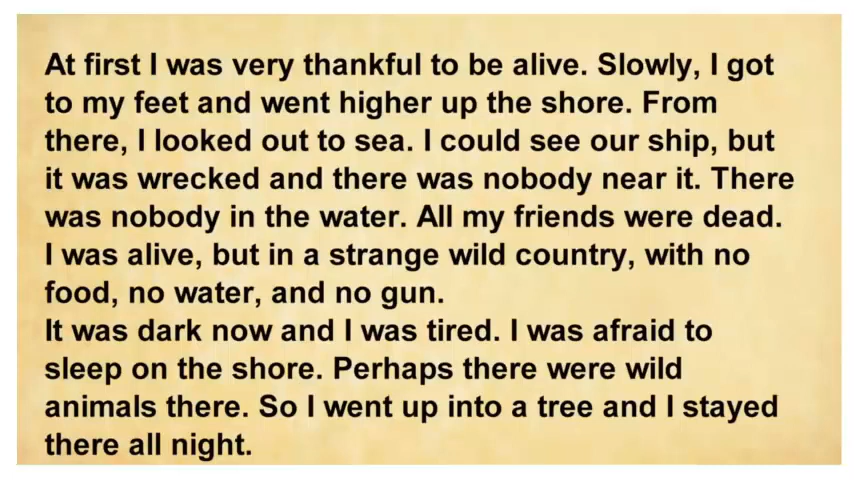 At first I was very thankful to be alive. Slowly, I got
to my feet and went higher up the shore. From
there, I looked out to sea. I could see our ship, but
it was wrecked and there was nobody near it. There
was nobody in the water. All my friends were dead.
I was alive, but in a strange wild country, with no
food, no water, and no gun.
It was dark now and I was tired. I was afraid to
sleep on the shore. Perhaps there were wild
animals there. So I went up into a tree and I stayed
there all night.